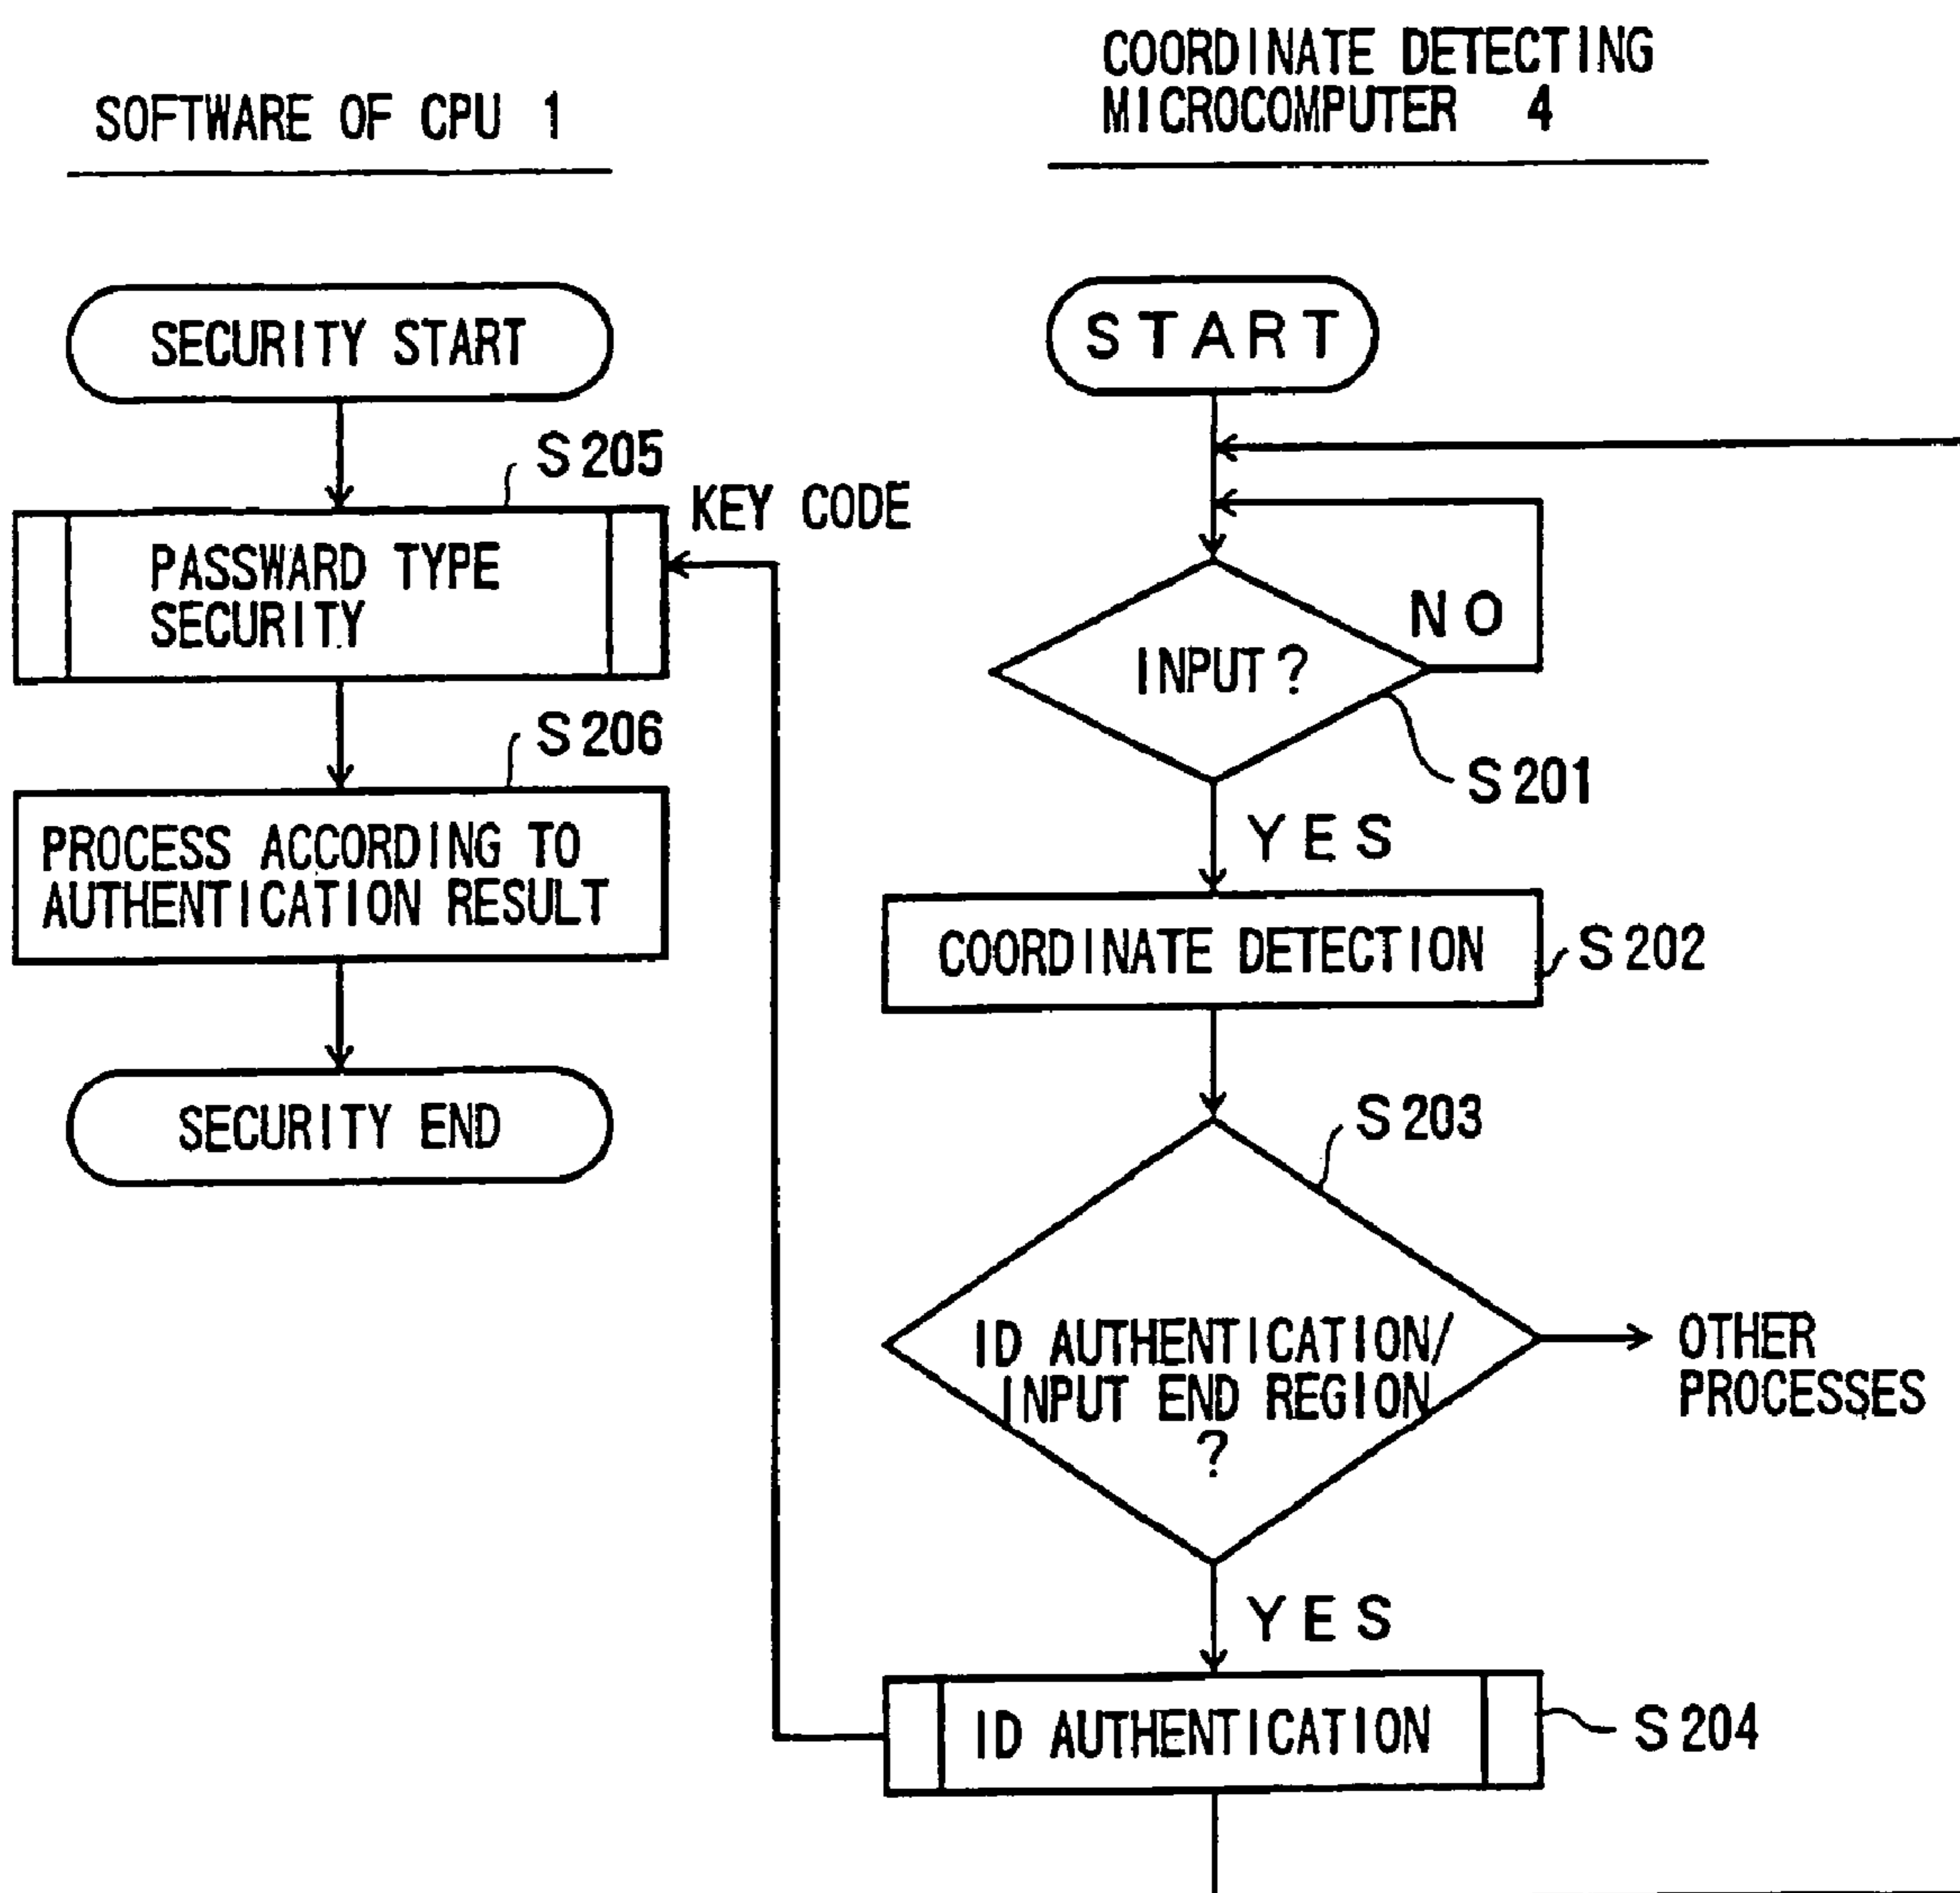 SOFTWARE OF CPU 1
SECURITY START
S205
KEY CODE
PASSWARD TYPE
SECURITY
S206
PROCESS ACCORDING TO
AUTHENTICATION RESULT
SECURITY END
COORDINATE DETECTING
MICROCOMPUTER 4
START
INPUT?
NO
S201
YES
COORDINATE DETECTION
S202
S203
ID AUTHENTICATION/
INPUT END REGION
?
OTHER
PROCESSES
YES
ID AUTHENTICATION
S204